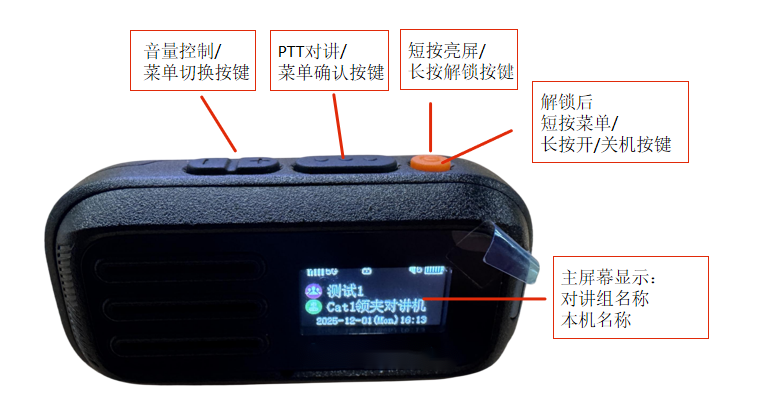 音量控制/
菜单切换按键
PTT对讲/
菜单确认按键
短按亮屏/
长按解锁按键
解锁后
短按菜单/
长按开/关机按键
主屏幕显示：
对讲组名称
本机名称
- +
5G
5
测试1
Cat1领夹对讲机
2025-12-01(Mon) 16:13